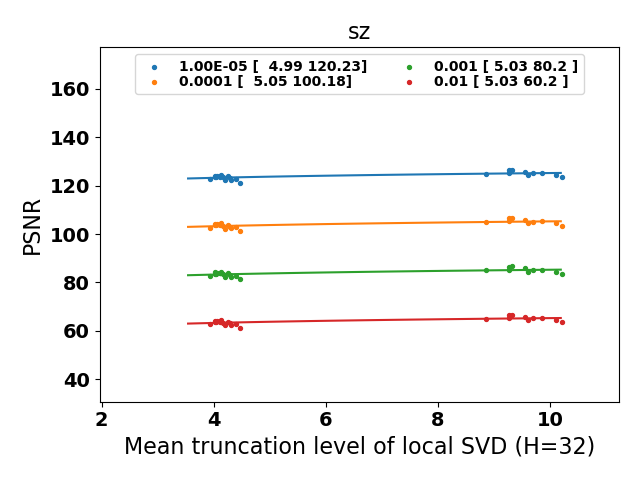 sz
1.00E-05 [  4.99 120.23]
0.0001 [  5.05 100.18]
0.001 [ 5.03 80.2 ]
0.01 [ 5.03 60.2 ]
PSNR
160
140
120
100
80
60
40
2 4 6 8 10
Mean truncation level of local SVD (H=32)